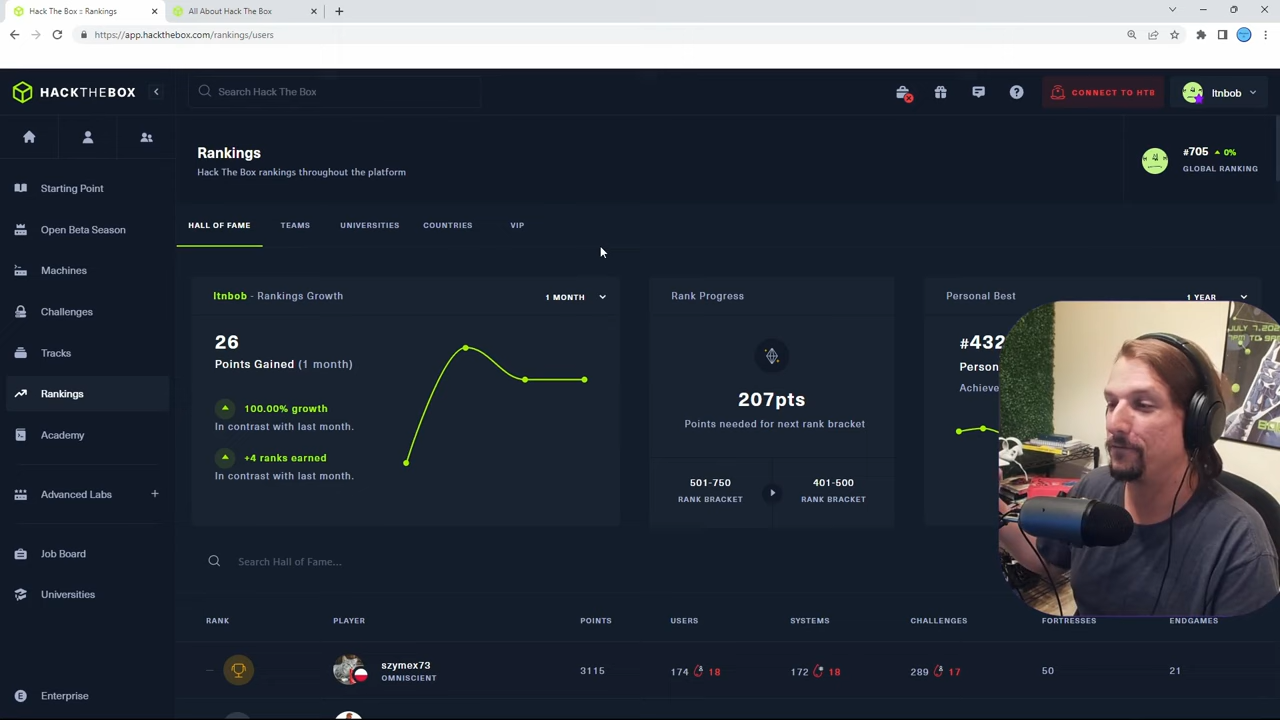 Hack The Box :: Rankings
All About Hack The Box
https://app.hackthebox.com/rankings/users
HACKTHEBOX
Search Hack The Box
CONNECT TO HTB
ltnbob
Starting Point
Open Beta Season
Machines
Challenges
Tracks
Rankings
Academy
Advanced Labs
Job Board
Universities
Enterprise
Rankings
Hack The Box rankings throughout the platform
#705 0%
GLOBAL RANKING
HALL OF FAME TEAMS UNIVERSITIES COUNTRIES VIP
ltnbob - Rankings Growth 1 MONTH
26
Points Gained (1 month)
100.00% growth
In contrast with last month.
+4 ranks earned
In contrast with last month.
Rank Progress
207pts
Points needed for next rank bracket
501-750 401-500
RANK BRACKET RANK BRACKET
Personal Best 1 YEAR
#432
JULY 7.202
Search Hall of Fame...
RANK PLAYER POINTS USERS SYSTEMS CHALLENGES FORTRESSES ENDGAMES
szymex73
OMNISCIENT
3115 174 18 172 18 289 17 50 21